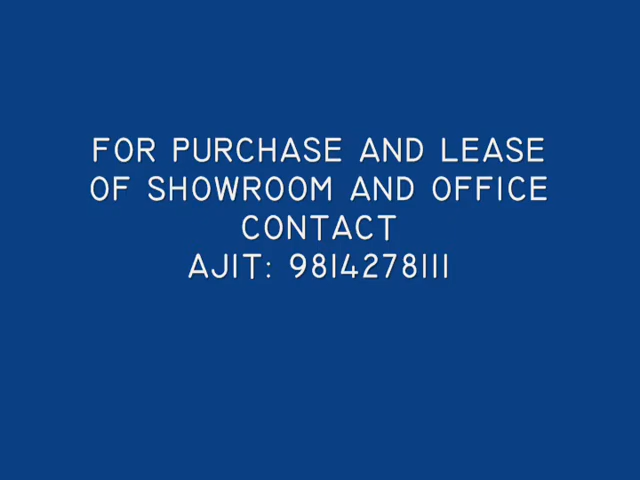 FOR PURCHASE AND LEASE
OF SHOWROOM AND OFFICE
CONTACT
AJIT: 9814278111